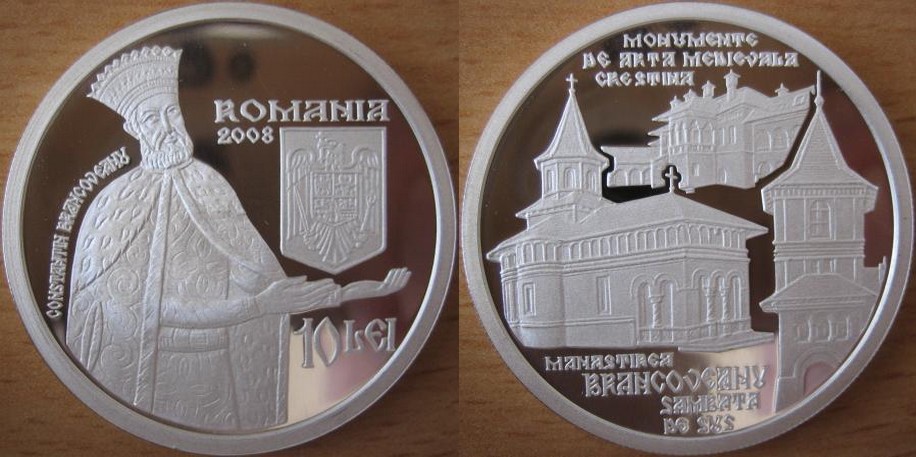 CONSTANTIN BRANCOVEANU
ROMANIA
2008
10 LEI
MONUMENTE
DE ARTA MEDIEVALA
CRESTINA
MANASTIREA
BRANCOVEANU
SAMBATA
DE SUS